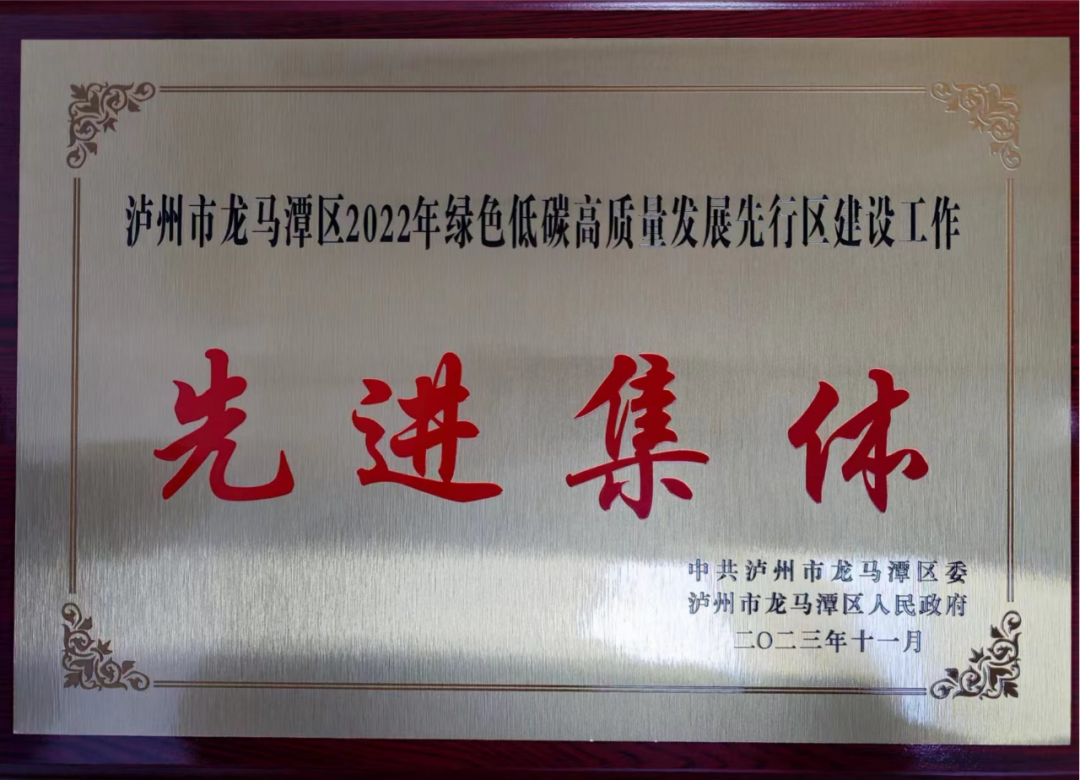 泸州市龙马潭区2022年绿色低碳高质量发展先行区建设工作
先进集体
中共泸州市龙马潭区委
泸州市龙马潭区人民政府
二〇二三年十一月